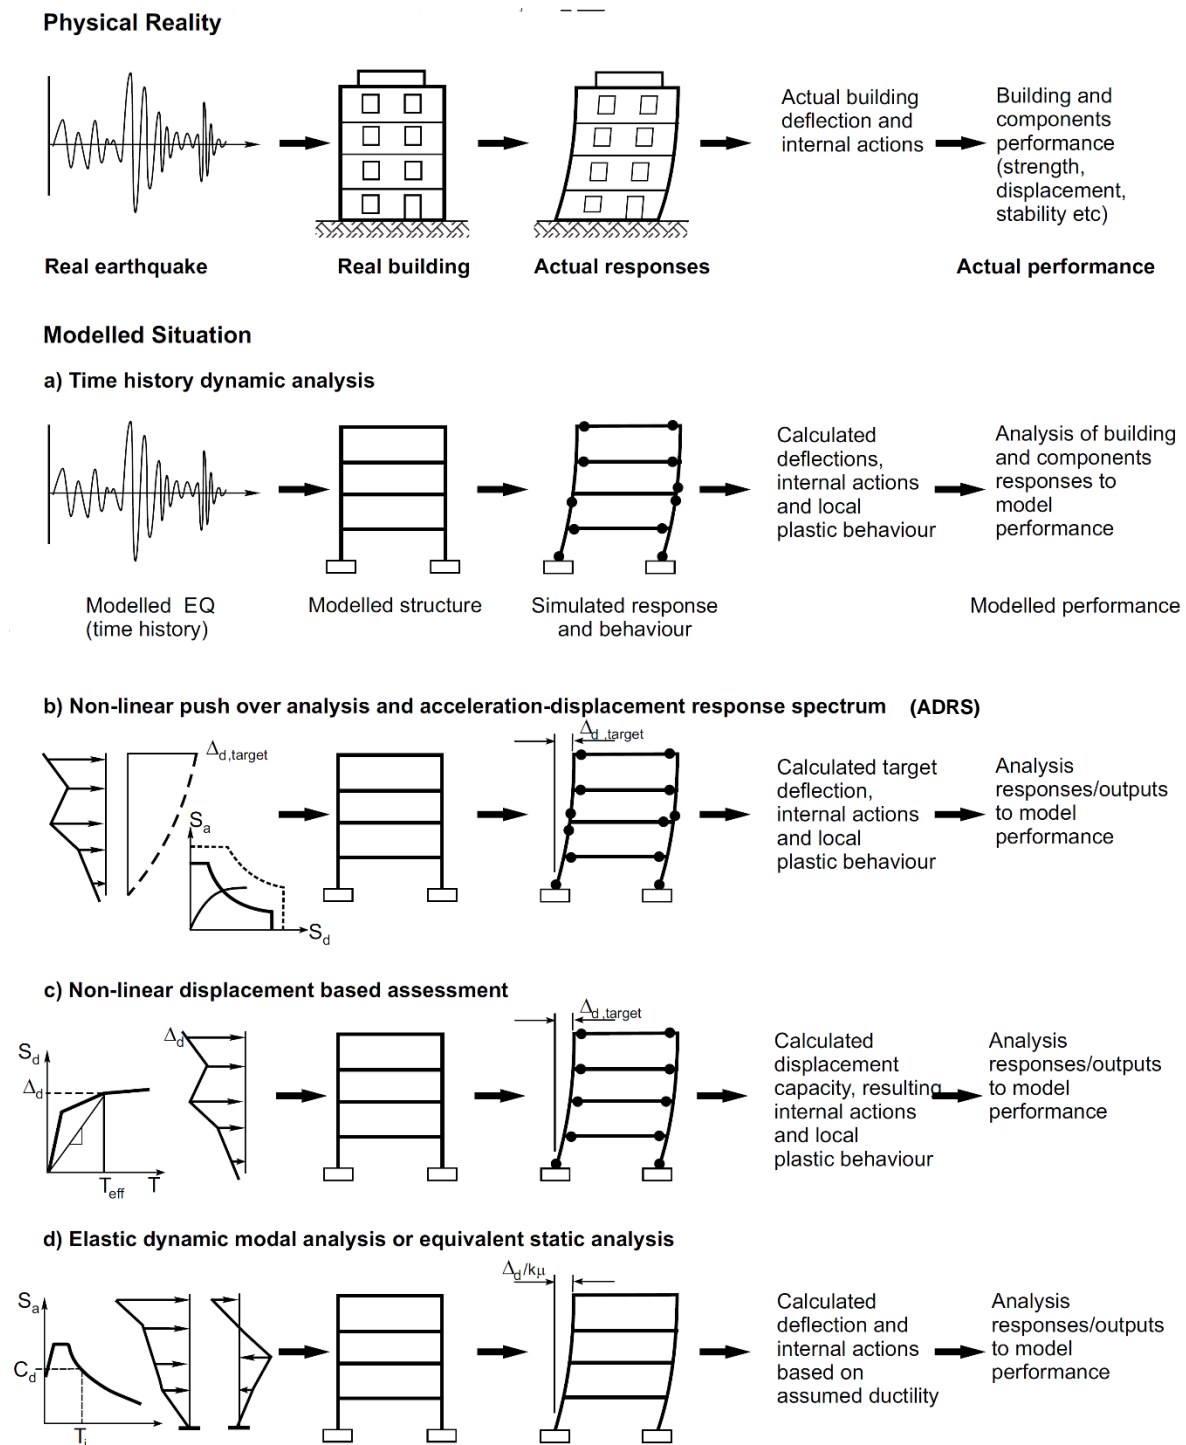 Physical Reality
Actual building
deflection and
internal actions
Building and
components
performance
(strength,
displacement,
stability etc)
Real earthquake
Real building
Actual responses
Actual performance
Modelled Situation
a) Time history dynamic analysis
Calculated
deflections,
internal actions
and local
plastic behaviour
Analysis of building
and components
responses to
model
performance
Modelled EQ
(time history)
Modelled structure
Simulated response
and behaviour
Modelled performance
b) Non-linear push over analysis and acceleration-displacement response spectrum (ADRS)
Δd,target
Sa
Sd
Δd,target
Calculated target
deflection,
internal actions
and local
plastic behaviour
Analysis
responses/outputs
to model
performance
c) Non-linear displacement based assessment
Sd
Δd
Teff
T
Δd
Δd,target
Calculated
displacement
capacity, resulting
internal actions
and local
plastic behaviour
Analysis
responses/outputs
to model
performance
d) Elastic dynamic modal analysis or equivalent static analysis
Sa
Cd
Ti
Δd/kμ
Calculated
deflection and
internal actions
based on
assumed ductility
Analysis
responses/outputs
to model
performance